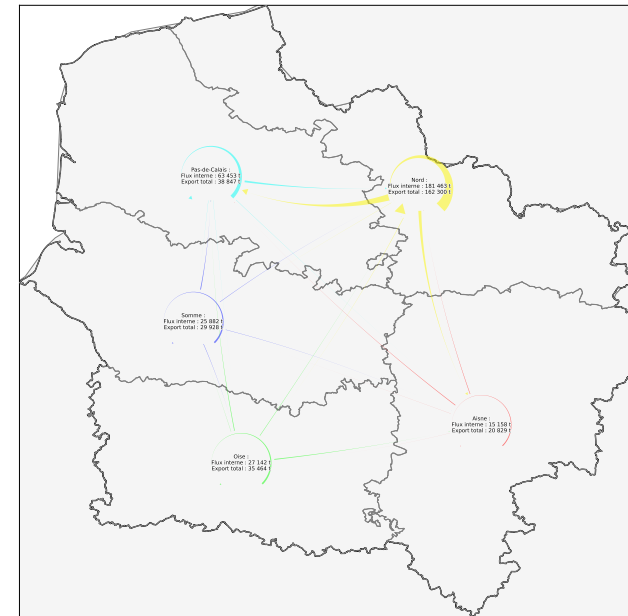 Pas-de-Calais :
Flux interne : 63 453 t
Export total : 38 847 t
Nord :
Flux interne : 181 463 t
Export total : 162 300 t
Somme :
Flux interne : 25 882 t
Export total : 29 928 t
Aisne :
Flux interne : 15 158 t
Export total : 20 829 t
Oise :
Flux interne : 27 142 t
Export total : 35 464 t